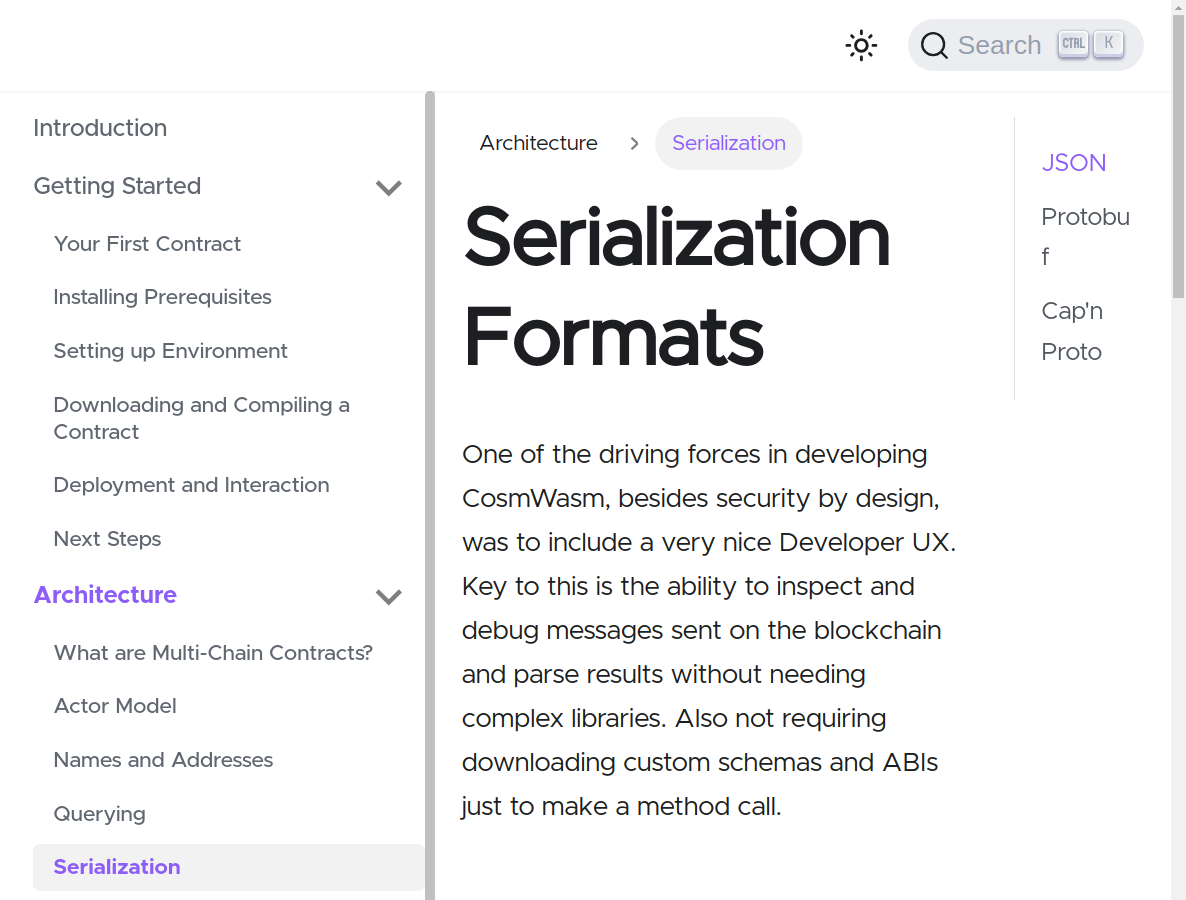 Search CTRL K
Introduction
Getting Started
Your First Contract
Installing Prerequisites
Setting up Environment
Downloading and Compiling a
Contract
Deployment and Interaction
Next Steps
Architecture
What are Multi-Chain Contracts?
Actor Model
Names and Addresses
Querying
Serialization
Architecture
Serialization
Serialization
Formats
One of the driving forces in developing
CosmWasm, besides security by design,
was to include a very nice Developer UX.
Key to this is the ability to inspect and
debug messages sent on the blockchain
and parse results without needing
complex libraries. Also not requiring
downloading custom schemas and ABIs
just to make a method call.
JSON
Protobu
f
Cap'n
Proto